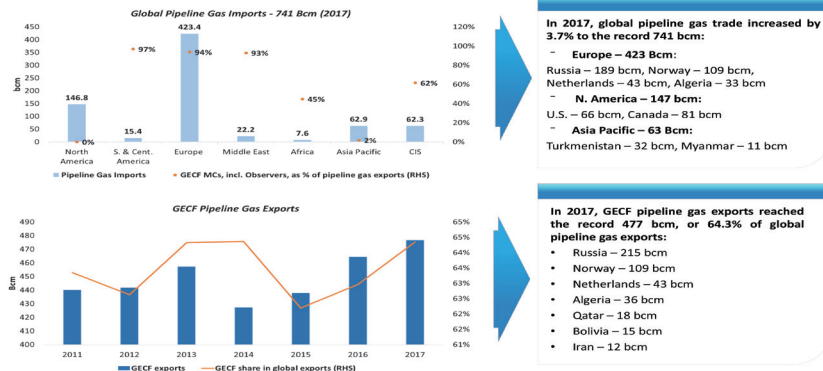 Global Pipeline Gas Imports – 741 Bcm (2017)
bcm
450
400
350
300
250
200
150
100
50
0
120%
100%
80%
60%
40%
20%
0%
146.8
15.4
423.4
22.2
7.6
62.9
62.3
0%
97%
94%
93%
45%
2%
62%
North America
S. & Cent. America
Europe
Middle East
Africa
Asia Pacific
CIS
Pipeline Gas Imports
GECF MCs, incl. Observers, as % of pipeline gas exports (RHS)
In 2017, global pipeline gas trade increased by
3.7% to the record 741 bcm:
- Europe – 423 Bcm:
Russia – 189 bcm, Norway – 109 bcm,
Netherlands – 43 bcm, Algeria – 33 bcm
- N. America – 147 bcm:
U.S. – 66 bcm, Canada – 81 bcm
- Asia Pacific – 63 Bcm:
Turkmenistan – 32 bcm, Myanmar – 11 bcm
GECF Pipeline Gas Exports
Bcm
490
480
470
460
450
440
430
420
410
400
65%
65%
64%
64%
63%
63%
62%
62%
61%
2011
2012
2013
2014
2015
2016
2017
GECF exports
GECF share in global exports (RHS)
In 2017, GECF pipeline gas exports reached
the record 477 bcm, or 64.3% of global
pipeline gas exports:
• Russia – 215 bcm
• Norway – 109 bcm
• Netherlands – 43 bcm
• Algeria – 36 bcm
• Qatar – 18 bcm
• Bolivia – 15 bcm
• Iran – 12 bcm